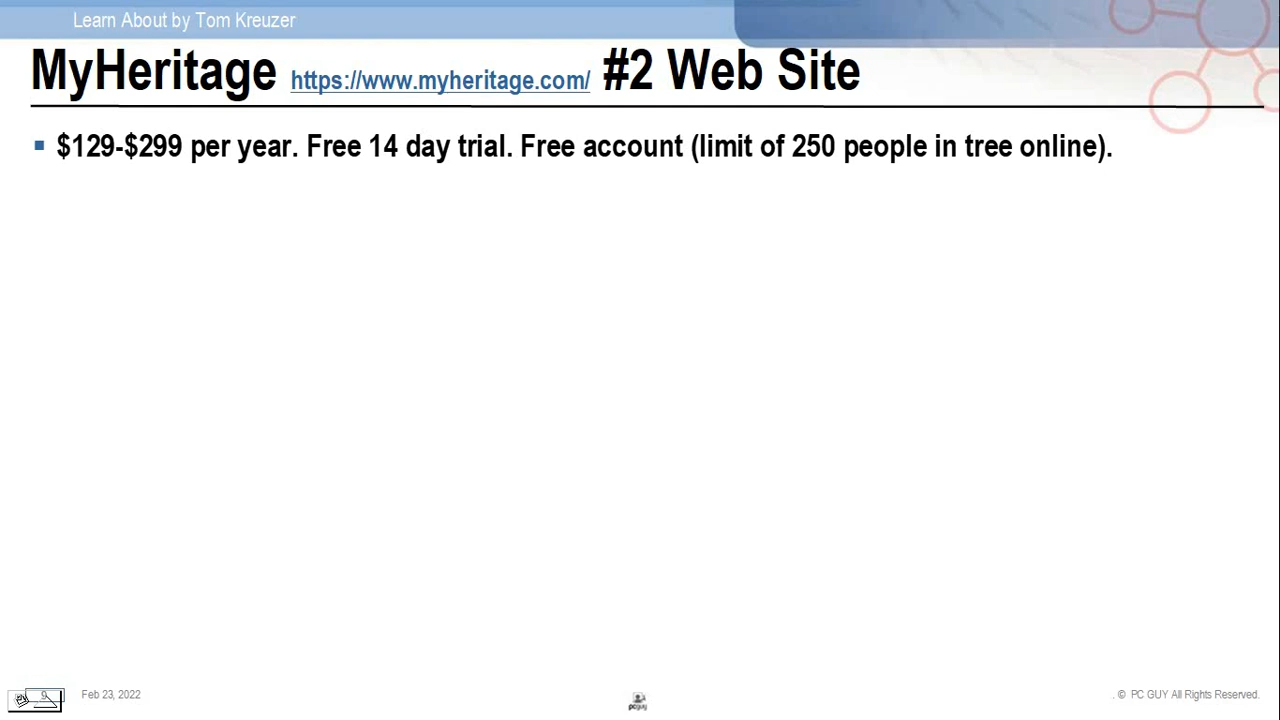 Learn About by Tom Kreuzer
MyHeritage https://www.myheritage.com/ #2 Web Site
▪ $129-$299 per year. Free 14 day trial. Free account (limit of 250 people in tree online).
9
Feb 23, 2022
pcguy
. © PC GUY All Rights Reserved.